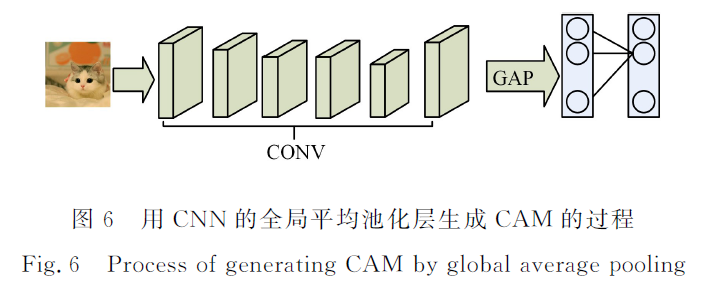 GAP
CONV
图 6 用 CNN 的全局平均池化层生成 CAM 的过程
Fig. 6 Process of generating CAM by global average pooling